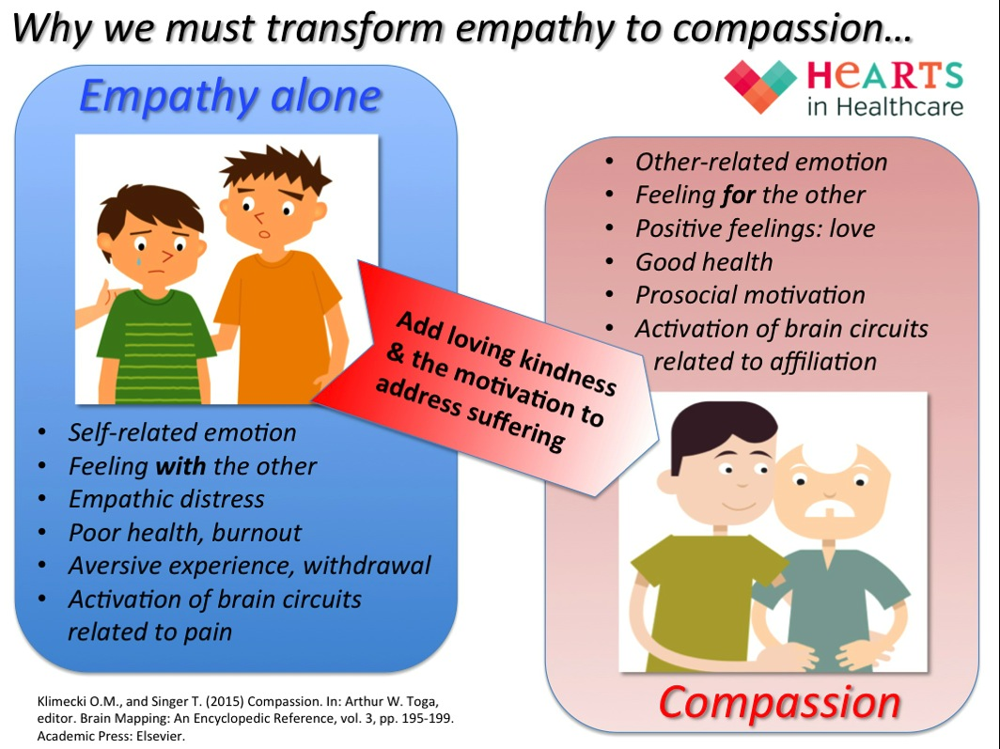 Why we must transform empathy to compassion...
HeARTS
in Healthcare
Empathy alone
• Self-related emotion
• Feeling with the other
• Empathic distress
• Poor health, burnout
• Aversive experience, withdrawal
• Activation of brain circuits
related to pain
Add loving kindness
& the motivation to
address suffering
• Other-related emotion
• Feeling for the other
• Positive feelings: love
• Good health
• Prosocial motivation
• Activation of brain circuits
related to affiliation
Compassion
Klimecki O.M., and Singer T. (2015) Compassion. In: Arthur W. Toga,
editor. Brain Mapping: An Encyclopedic Reference, vol. 3, pp. 195-199.
Academic Press: Elsevier.